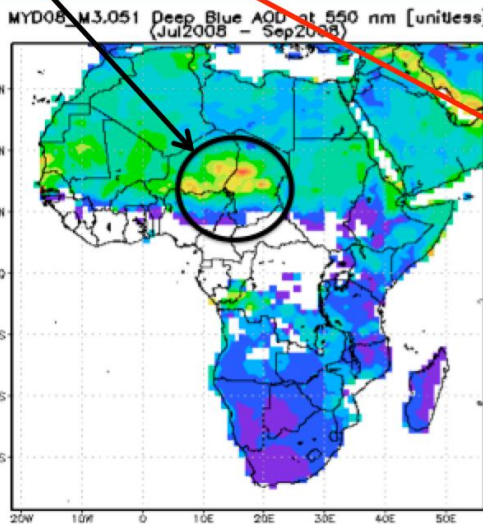 MYD08_M3.051 Deep Blue AOD at 550 nm [unitless]
(Jul2008 - Sep2008)
N
N
N
Q
S
S
S
20W 10W 0 10E 20E 30E 40E 50E